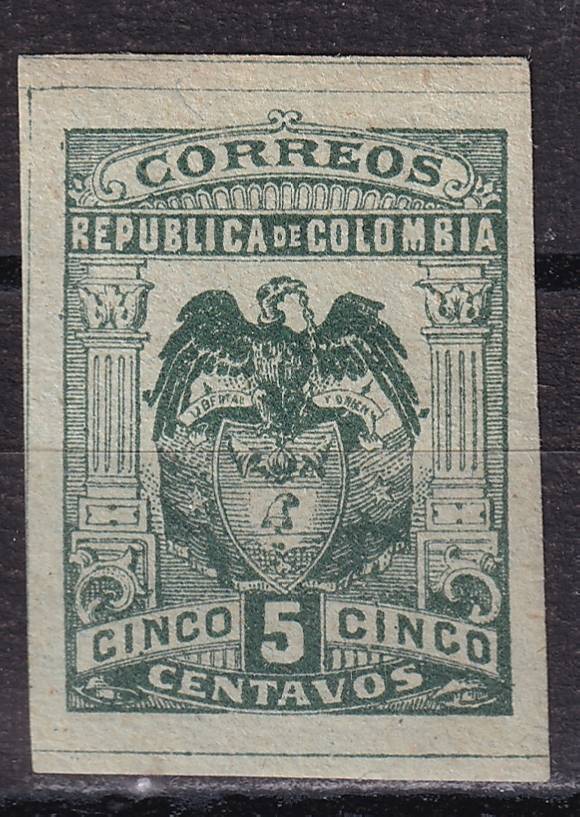 CORREOS
REPUBLICA DE COLOMBIA
LIBERTAD Y ORDEN
CINCO 5 CINCO
CENTAVOS